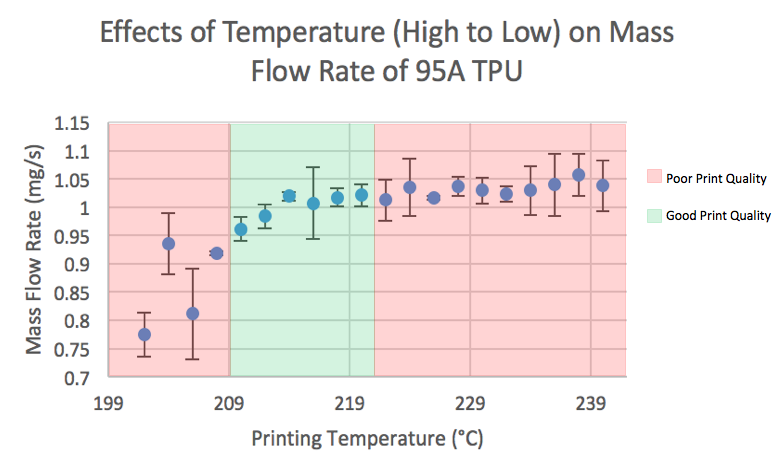 Effects of Temperature (High to Low) on Mass
Flow Rate of 95A TPU
Mass Flow Rate (mg/s)
1.15
1.1
1.05
1
0.95
0.9
0.85
0.8
0.75
0.7
199 209 219 229 239
Printing Temperature (°C)
Poor Print Quality
Good Print Quality